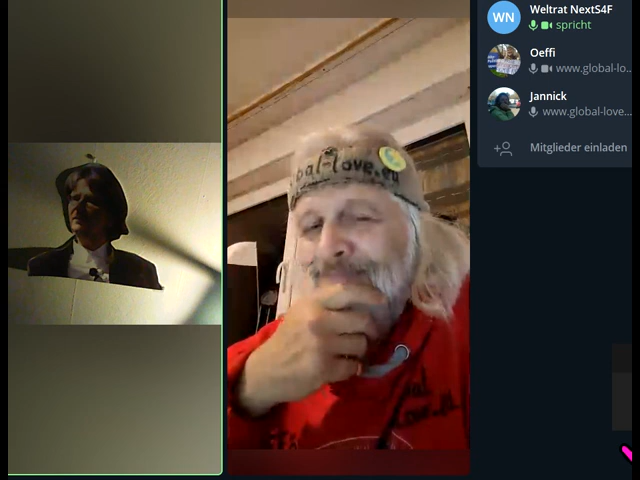 bal-love.eu
WN
Weltrat NextS4F
spricht
Oeffi
www.global-lo...
Jannick
www.global-love...
Mitglieder einladen